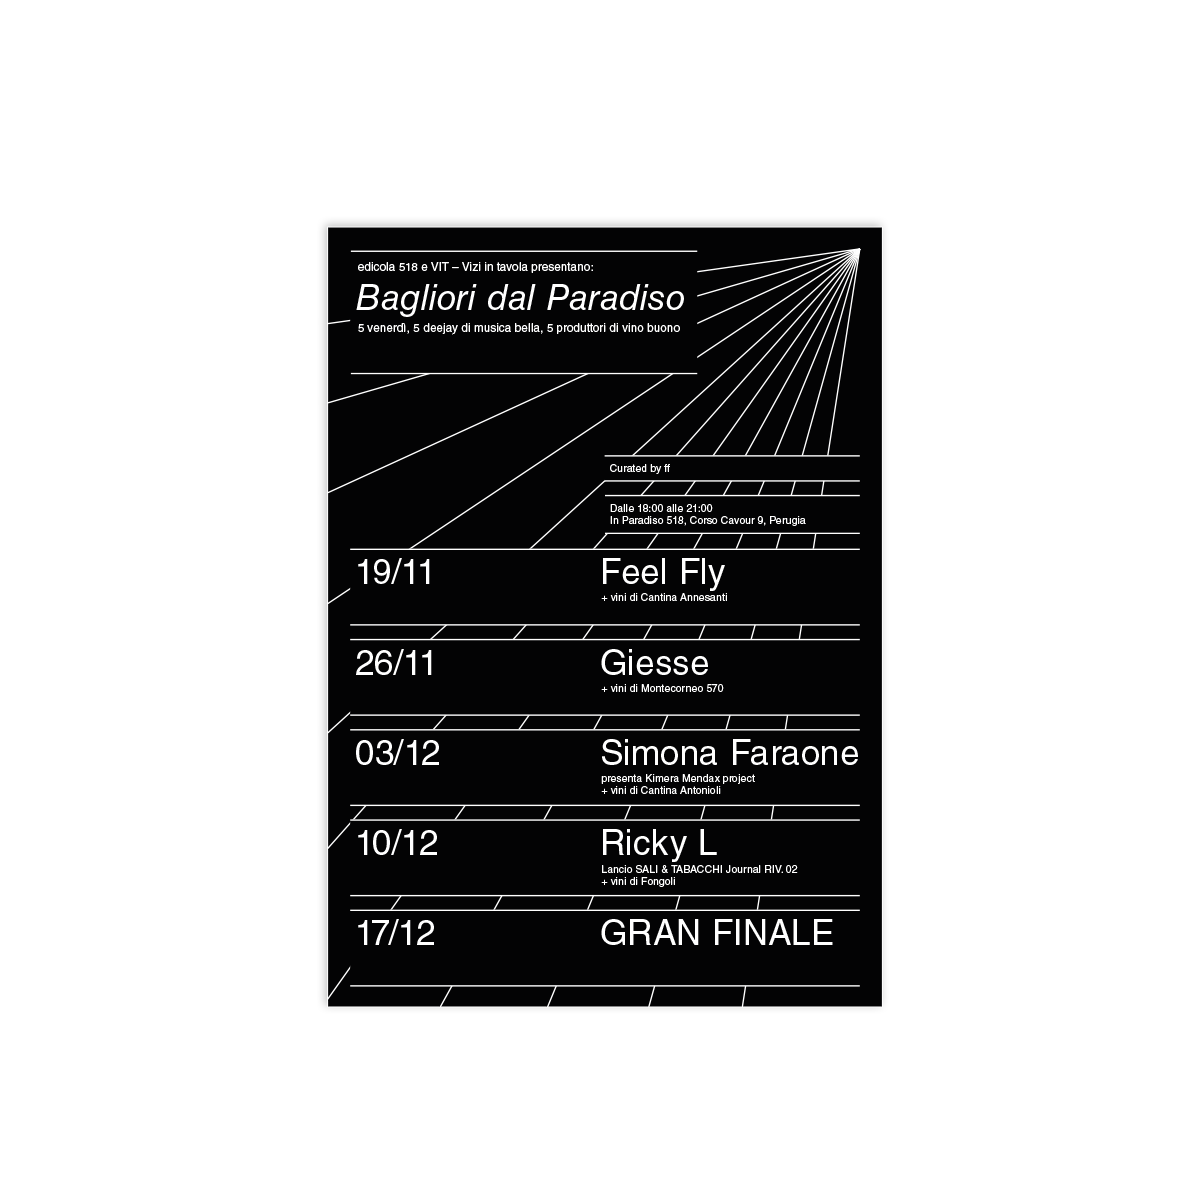 edicola 518 e VIT – Vizi in tavola presentano:
Bagliori dal Paradiso
5 venerdì, 5 deejay di musica bella, 5 produttori di vino buono
Curated by ff
Dalle 18:00 alle 21:00
In Paradiso 518, Corso Cavour 9, Perugia
19/11
Feel Fly
+ vini di Cantina Annesanti
26/11
Giesse
+ vini di Montecorneo 570
03/12
Simona Faraone
presenta Kimera Mendax project
+ vini di Cantina Antonioli
10/12
Ricky L
Lancio SALI & TABACCHI Journal RIV. 02
+ vini di Fongoli
17/12
GRAN FINALE